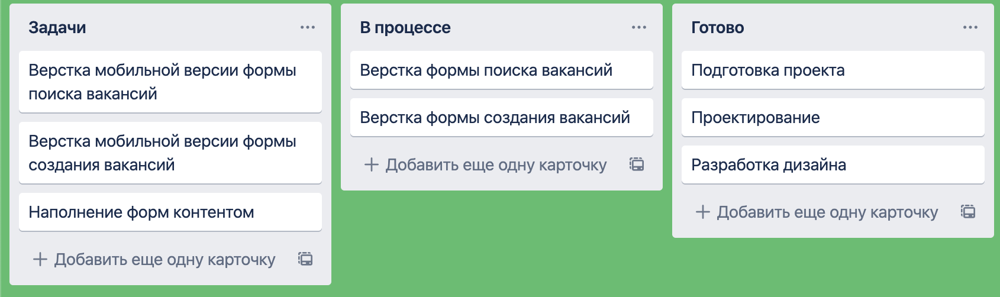 Задачи
Верстка мобильной версии формы
поиска вакансий
Верстка мобильной версии формы
создания вакансий
Наполнение форм контентом
Добавить еще одну карточку
В процессе
Верстка формы поиска вакансий
Верстка формы создания вакансий
Добавить еще одну карточку
Готово
Подготовка проекта
Проектирование
Разработка дизайна
Добавить еще одну карточку